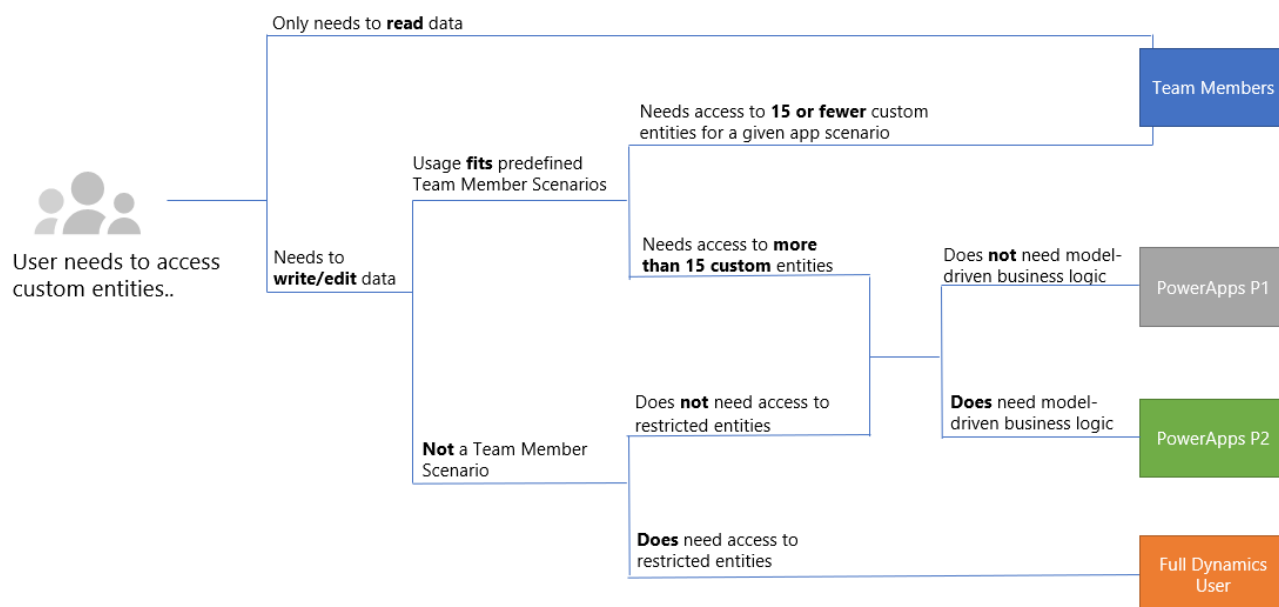 Only needs to read data
Team Members
Needs access to 15 or fewer custom
entities for a given app scenario
Usage fits predefined
Team Member Scenarios
User needs to access
custom entities..
Needs to
write/edit data
Needs access to more
than 15 custom entities
Does not need model-
driven business logic
PowerApps P1
Does not need access to
restricted entities
Does need model-
driven business logic
PowerApps P2
Not a Team Member
Scenario
Does need access to
restricted entities
Full Dynamics
User